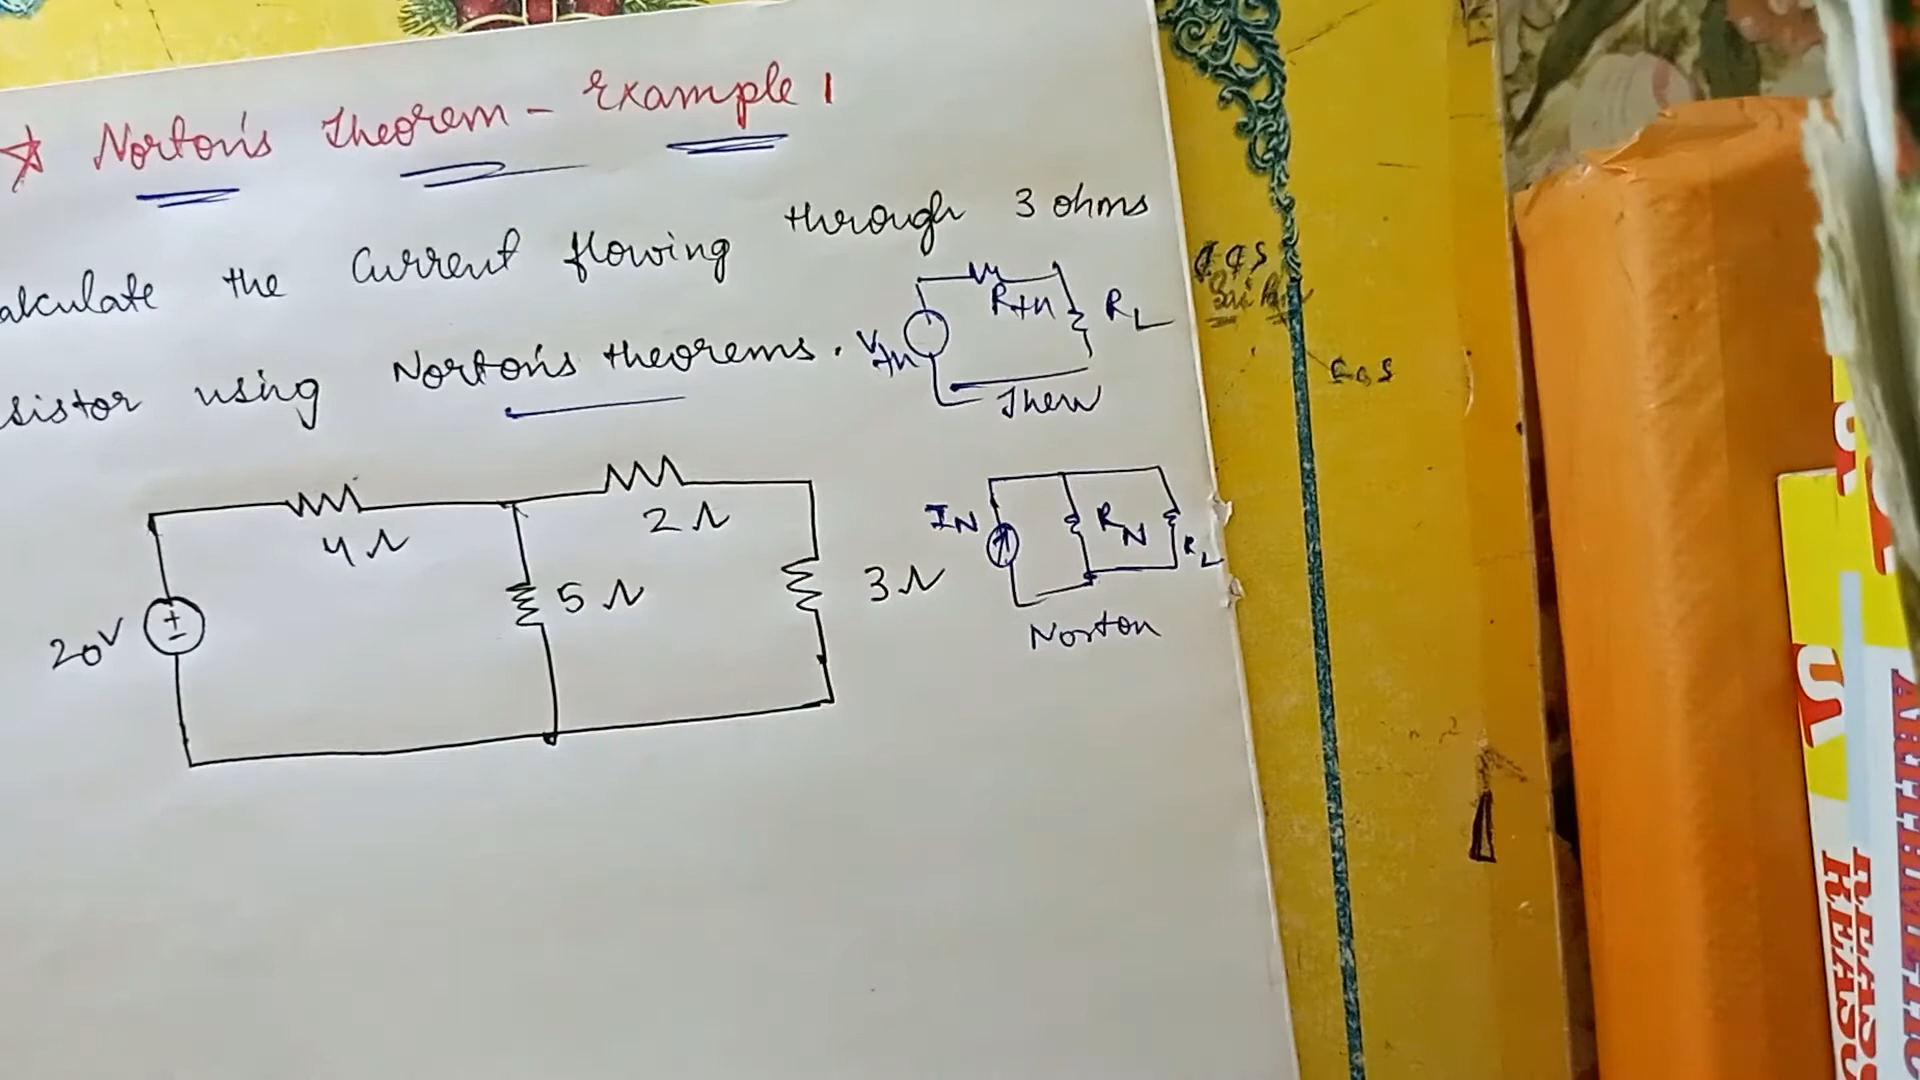 ☆ Norton's theorem - Example 1
alculate the Current flowing through 3 ohms
sistor using Norton's theorems.
RTH
RL
VTH
Thev
4Ω
2Ω
5Ω
3Ω
20V
+
-
IN
RN
RL
Norton